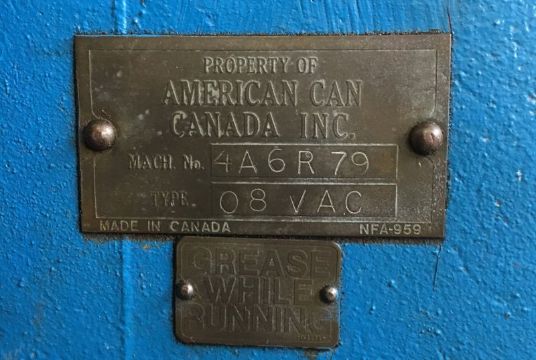 PROPERTY OF
AMERICAN CAN
CANADA INC.
MACH. No. 4A6R79
TYPE 08 VAC
MADE IN CANADA NFA-959
GREASE
WHILE
RUNNING